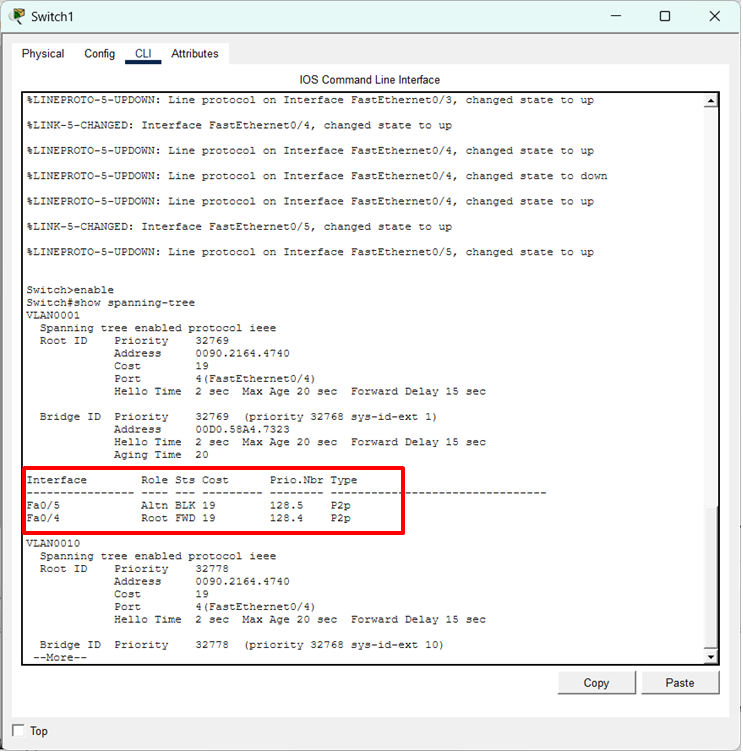 Switch1
Physical Config CLI Attributes
IOS Command Line Interface
%LINEPROTO-5-UPDOWN: Line protocol on Interface FastEthernet0/3, changed state to up
%LINK-5-CHANGED: Interface FastEthernet0/4, changed state to up
%LINEPROTO-5-UPDOWN: Line protocol on Interface FastEthernet0/4, changed state to up
%LINEPROTO-5-UPDOWN: Line protocol on Interface FastEthernet0/4, changed state to down
%LINEPROTO-5-UPDOWN: Line protocol on Interface FastEthernet0/4, changed state to up
%LINK-5-CHANGED: Interface FastEthernet0/5, changed state to up
%LINEPROTO-5-UPDOWN: Line protocol on Interface FastEthernet0/5, changed state to up
Switch>enable
Switch#show spanning-tree
VLAN0001
  Spanning tree enabled protocol ieee
  Root ID    Priority    32769
             Address     0090.2164.4740
             Cost        19
             Port        4(FastEthernet0/4)
             Hello Time  2 sec  Max Age 20 sec  Forward Delay 15 sec
  Bridge ID  Priority    32769  (priority 32768 sys-id-ext 1)
             Address     00D0.58A4.7323
             Hello Time  2 sec  Max Age 20 sec  Forward Delay 15 sec
             Aging Time  20
Interface        Role Sts Cost      Prio.Nbr Type
---------------- ---- --- --------- -------- --------------------------------
Fa0/5            Altn BLK 19        128.5    P2p
Fa0/4            Root FWD 19        128.4    P2p
VLAN0010
  Spanning tree enabled protocol ieee
  Root ID    Priority    32778
             Address     0090.2164.4740
             Cost        19
             Port        4(FastEthernet0/4)
             Hello Time  2 sec  Max Age 20 sec  Forward Delay 15 sec
  Bridge ID  Priority    32778  (priority 32768 sys-id-ext 10)
 --More--
Copy Paste
Top